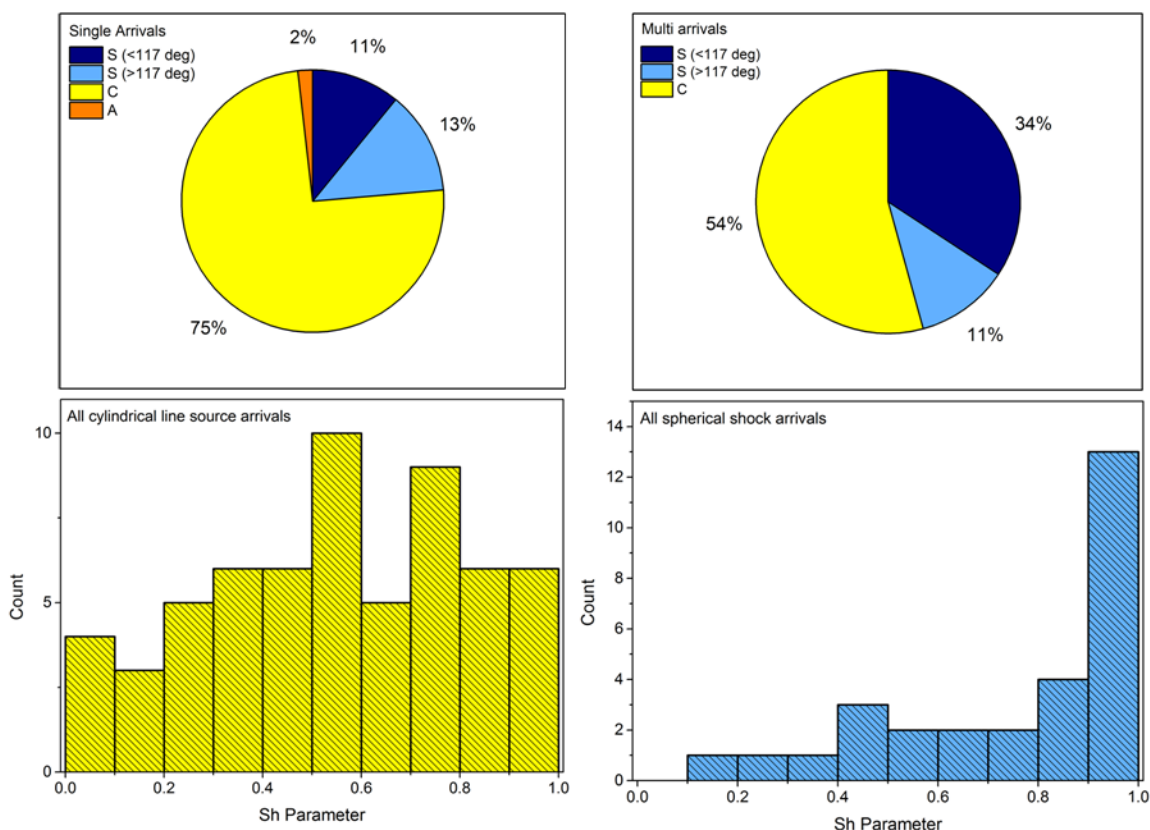 Single Arrivals
S (<117 deg)
S (>117 deg)
C
A
2%
11%
13%
75%
Multi arrivals
S (<117 deg)
S (>117 deg)
C
34%
54%
11%
All cylindrical line source arrivals
10
5
0
Count
0.0 0.2 0.4 0.6 0.8 1.0
Sh Parameter
All spherical shock arrivals
14
12
10
8
6
4
2
0
Count
0.0 0.2 0.4 0.6 0.8 1.0
Sh Parameter